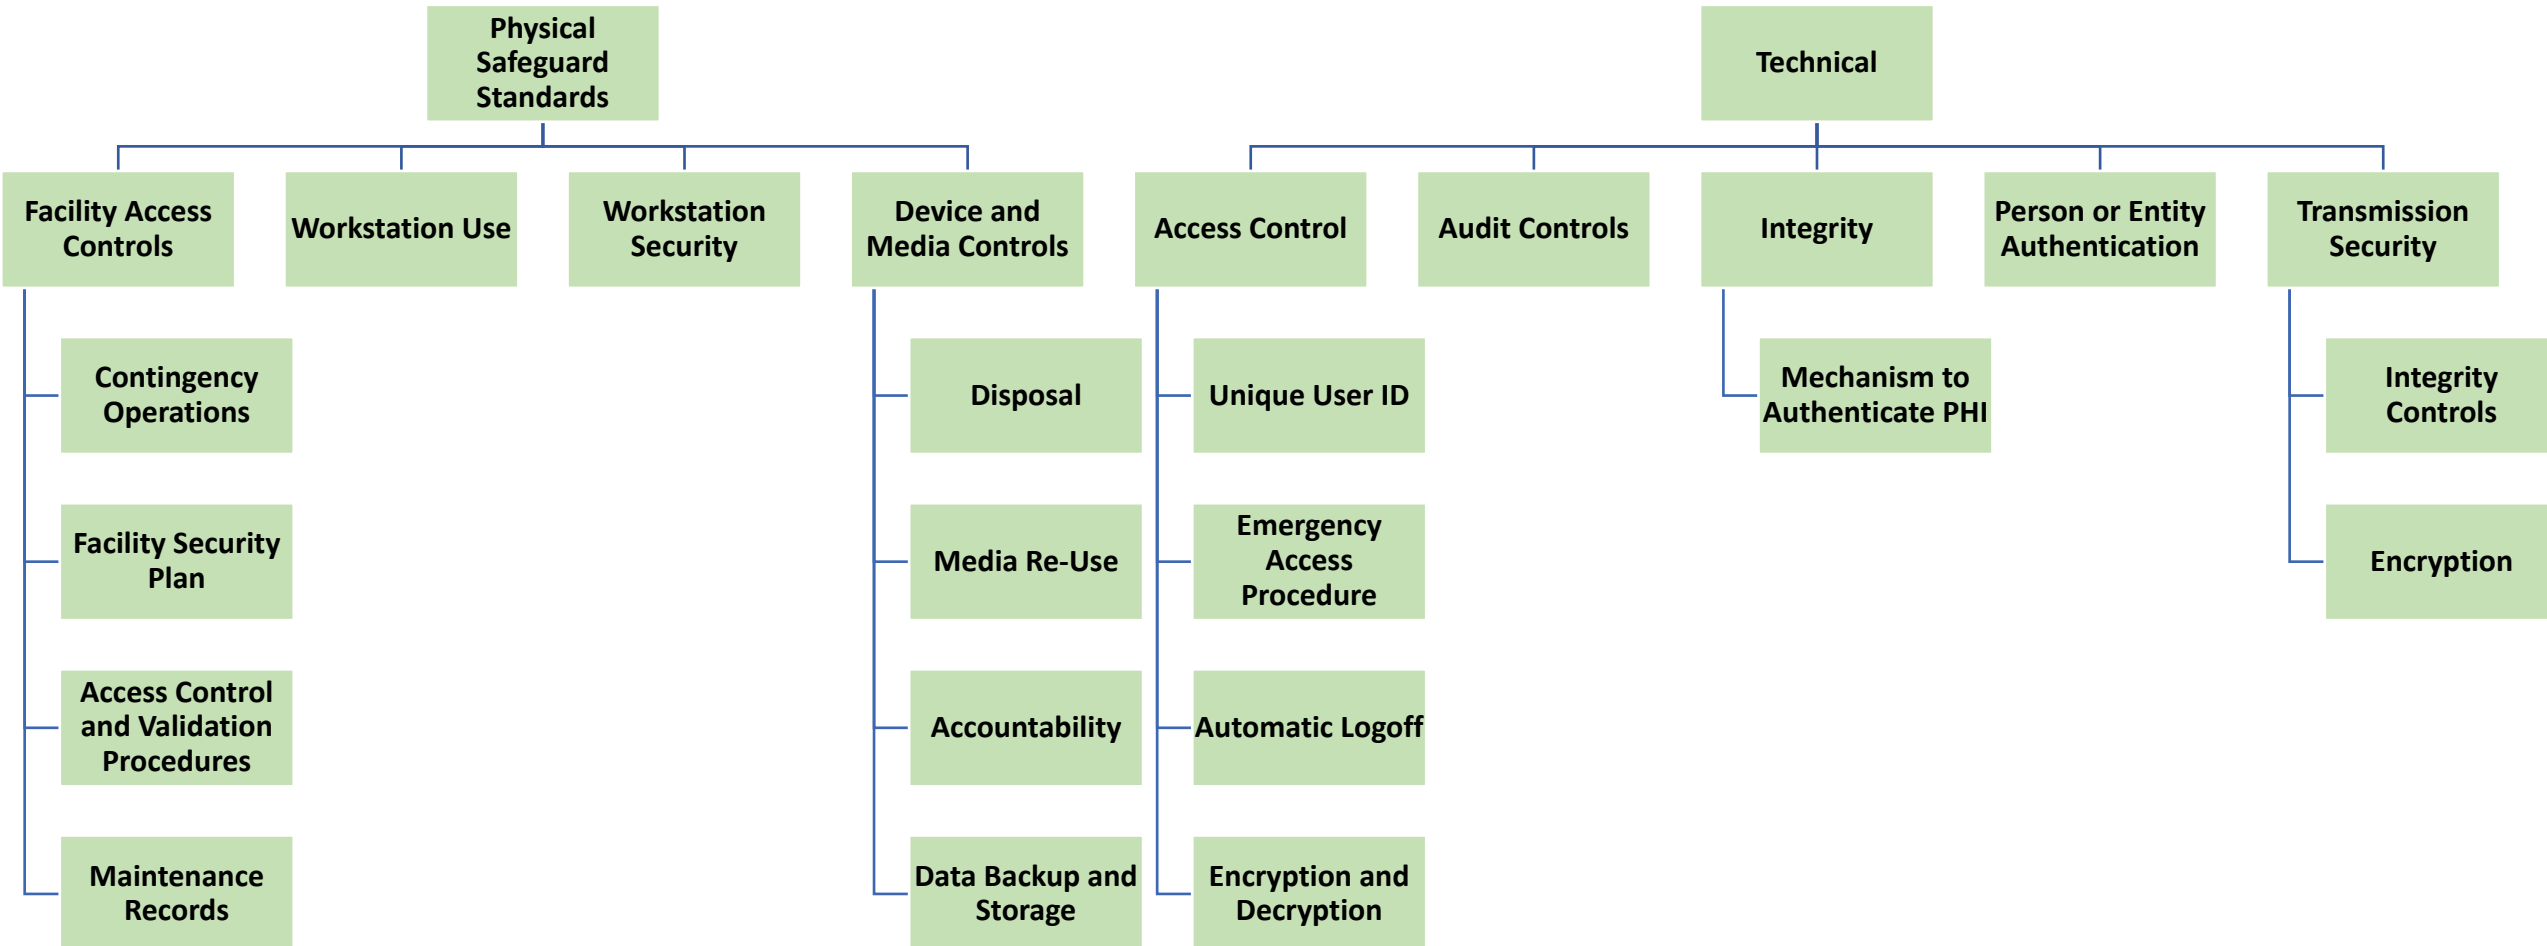 Physical
Safeguard
Standards
Technical
Facility Access
Controls
Workstation Use
Workstation
Security
Device and
Media Controls
Access Control
Audit Controls
Integrity
Person or Entity
Authentication
Transmission
Security
Contingency
Operations
Disposal
Unique User ID
Mechanism to
Authenticate PHI
Integrity
Controls
Facility Security
Plan
Media Re-Use
Emergency
Access
Procedure
Encryption
Access Control
and Validation
Procedures
Accountability
Automatic Logoff
Maintenance
Records
Data Backup and
Storage
Encryption and
Decryption